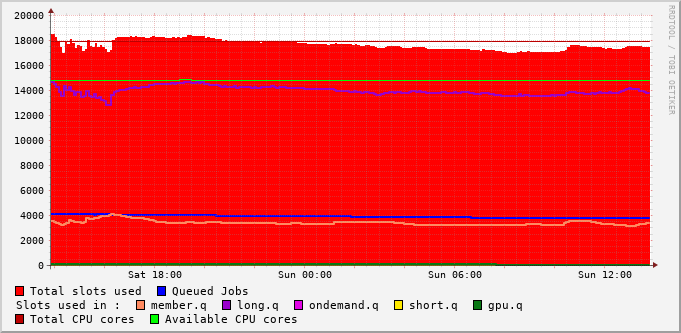 RRDTOOL / TOBI OETIKER
20000
18000
16000
14000
12000
10000
8000
6000
4000
2000
0
Sat 18:00 Sun 00:00 Sun 06:00 Sun 12:00
Total slots used Queued Jobs
Slots used in : member.q long.q ondemand.q short.q gpu.q
Total CPU cores Available CPU cores